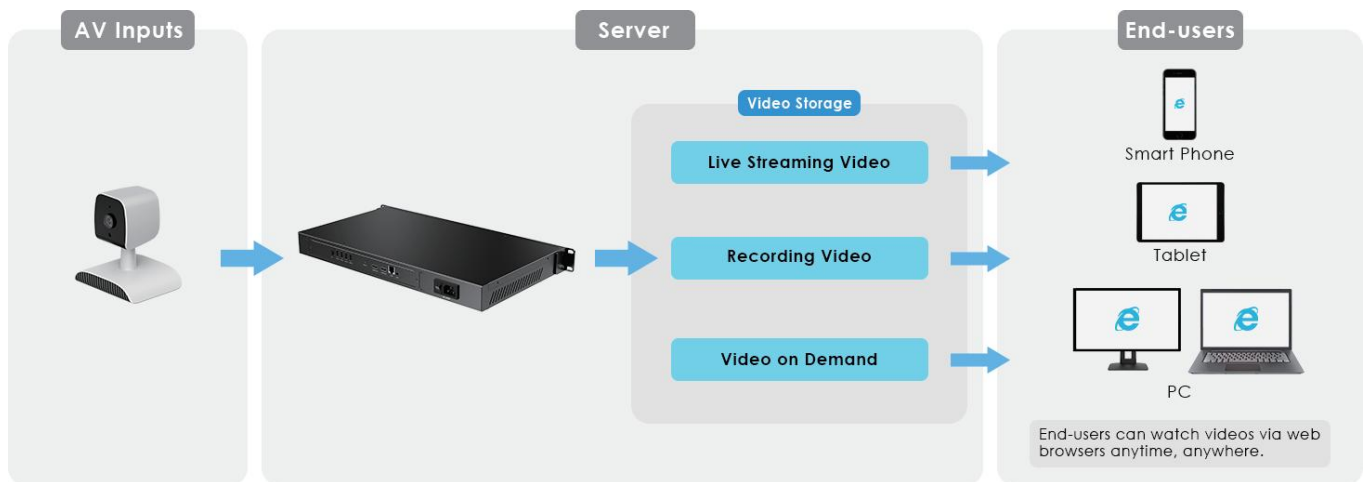 AV Inputs
Server
End-users
Video Storage
Live Streaming Video
Recording Video
Video on Demand
Smart Phone
Tablet
PC
End-users can watch videos via web
browsers anytime, anywhere.